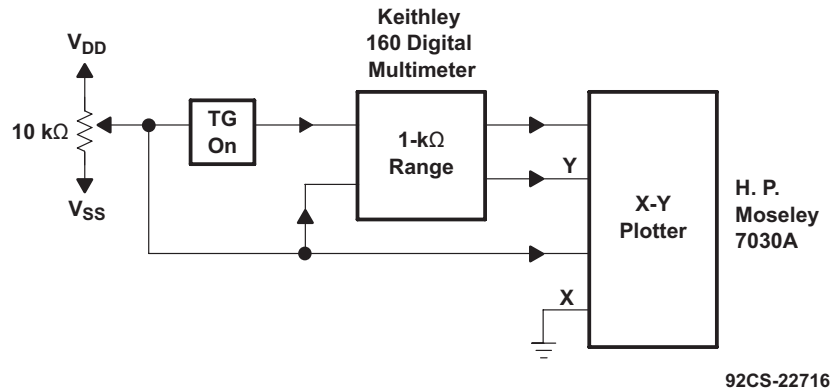 Keithley
160 Digital
Multimeter
VDD
10 kΩ
VSS
TG
On
1-kΩ
Range
Y
X
X-Y
Plotter
H. P.
Moseley
7030A
92CS-22716